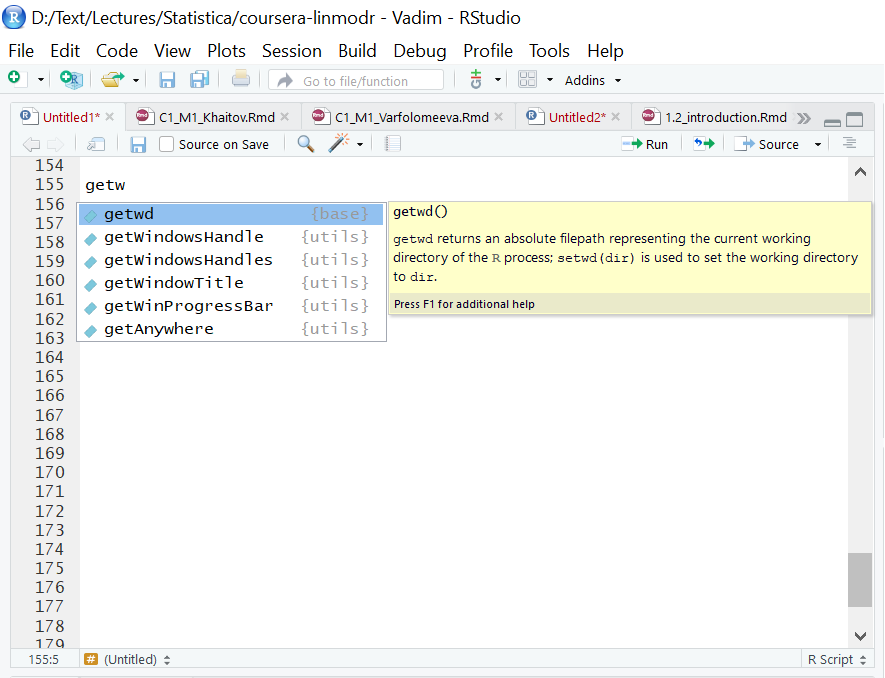 D:/Text/Lectures/Statistica/coursera-linmodr - Vadim - RStudio
File Edit Code View Plots Session Build Debug Profile Tools Help
Go to file/function Addins
Untitled1* C1_M1_Khaitov.Rmd C1_M1_Varfolomeeva.Rmd Untitled2* 1.2_introduction.Rmd
Source on Save Run Source
154
155 getw
156 getwd {base} getwd()
157 getWindowsHandle {utils} getwd returns an absolute filepath representing the current working
158 getWindowsHandles {utils} directory of the R process; setwd(dir) is used to set the working directory
159 getWindowTitle {utils} to dir.
160 getWinProgressBar {utils} Press F1 for additional help
161 getAnywhere {utils}
162
163
164
165
166
167
168
169
170
171
172
173
174
175
176
177
178
179
155:5 # (Untitled) R Script